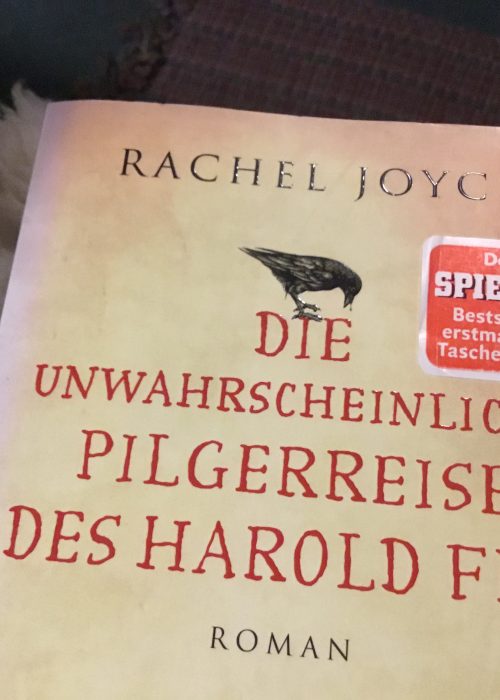 RACHEL JOYC
De
SPIE
Bests
erstma
Tasche
DIE
UNWAHRSCHEINLIC
PILGERREISE
DES HAROLD F
ROMAN